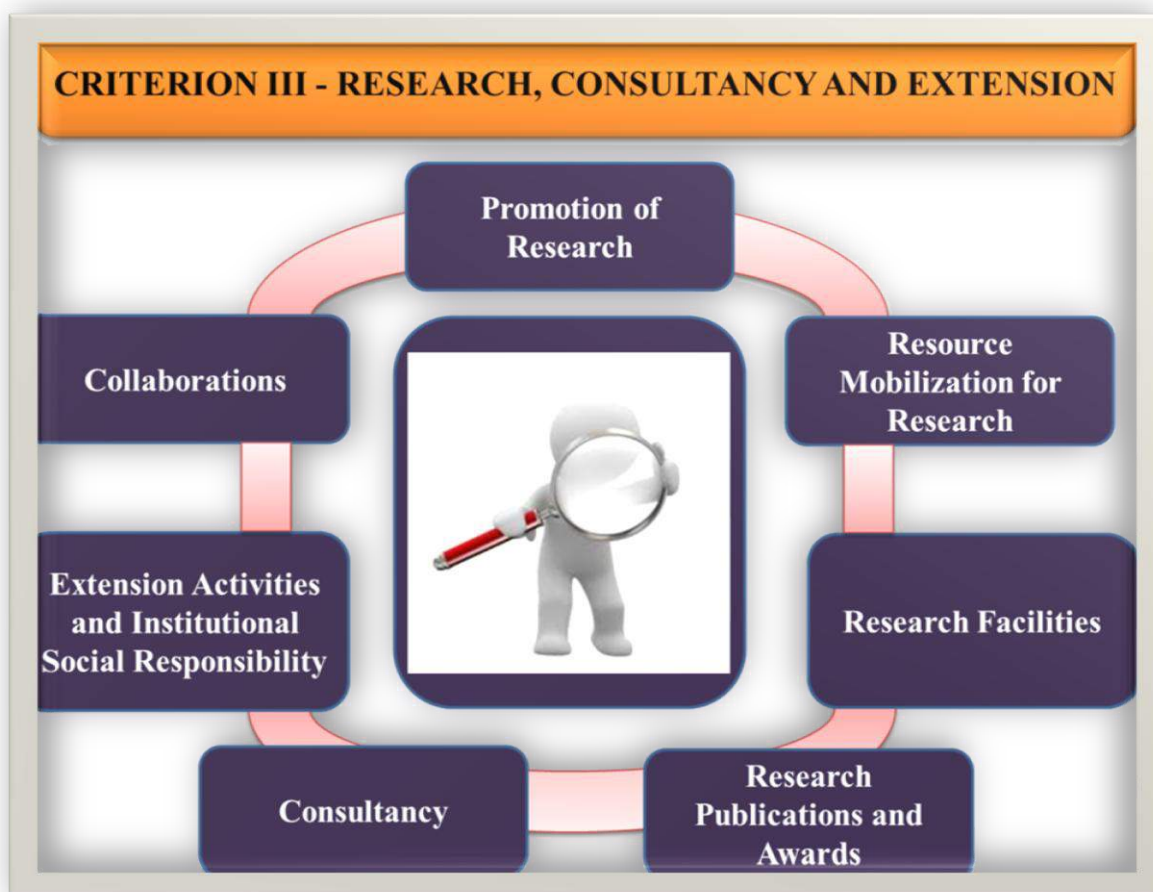 CRITERION III - RESEARCH, CONSULTANCY AND EXTENSION
Promotion of
Research
Resource
Mobilization for
Research
Research Facilities
Research
Publications and
Awards
Consultancy
Extension Activities
and Institutional
Social Responsibility
Collaborations